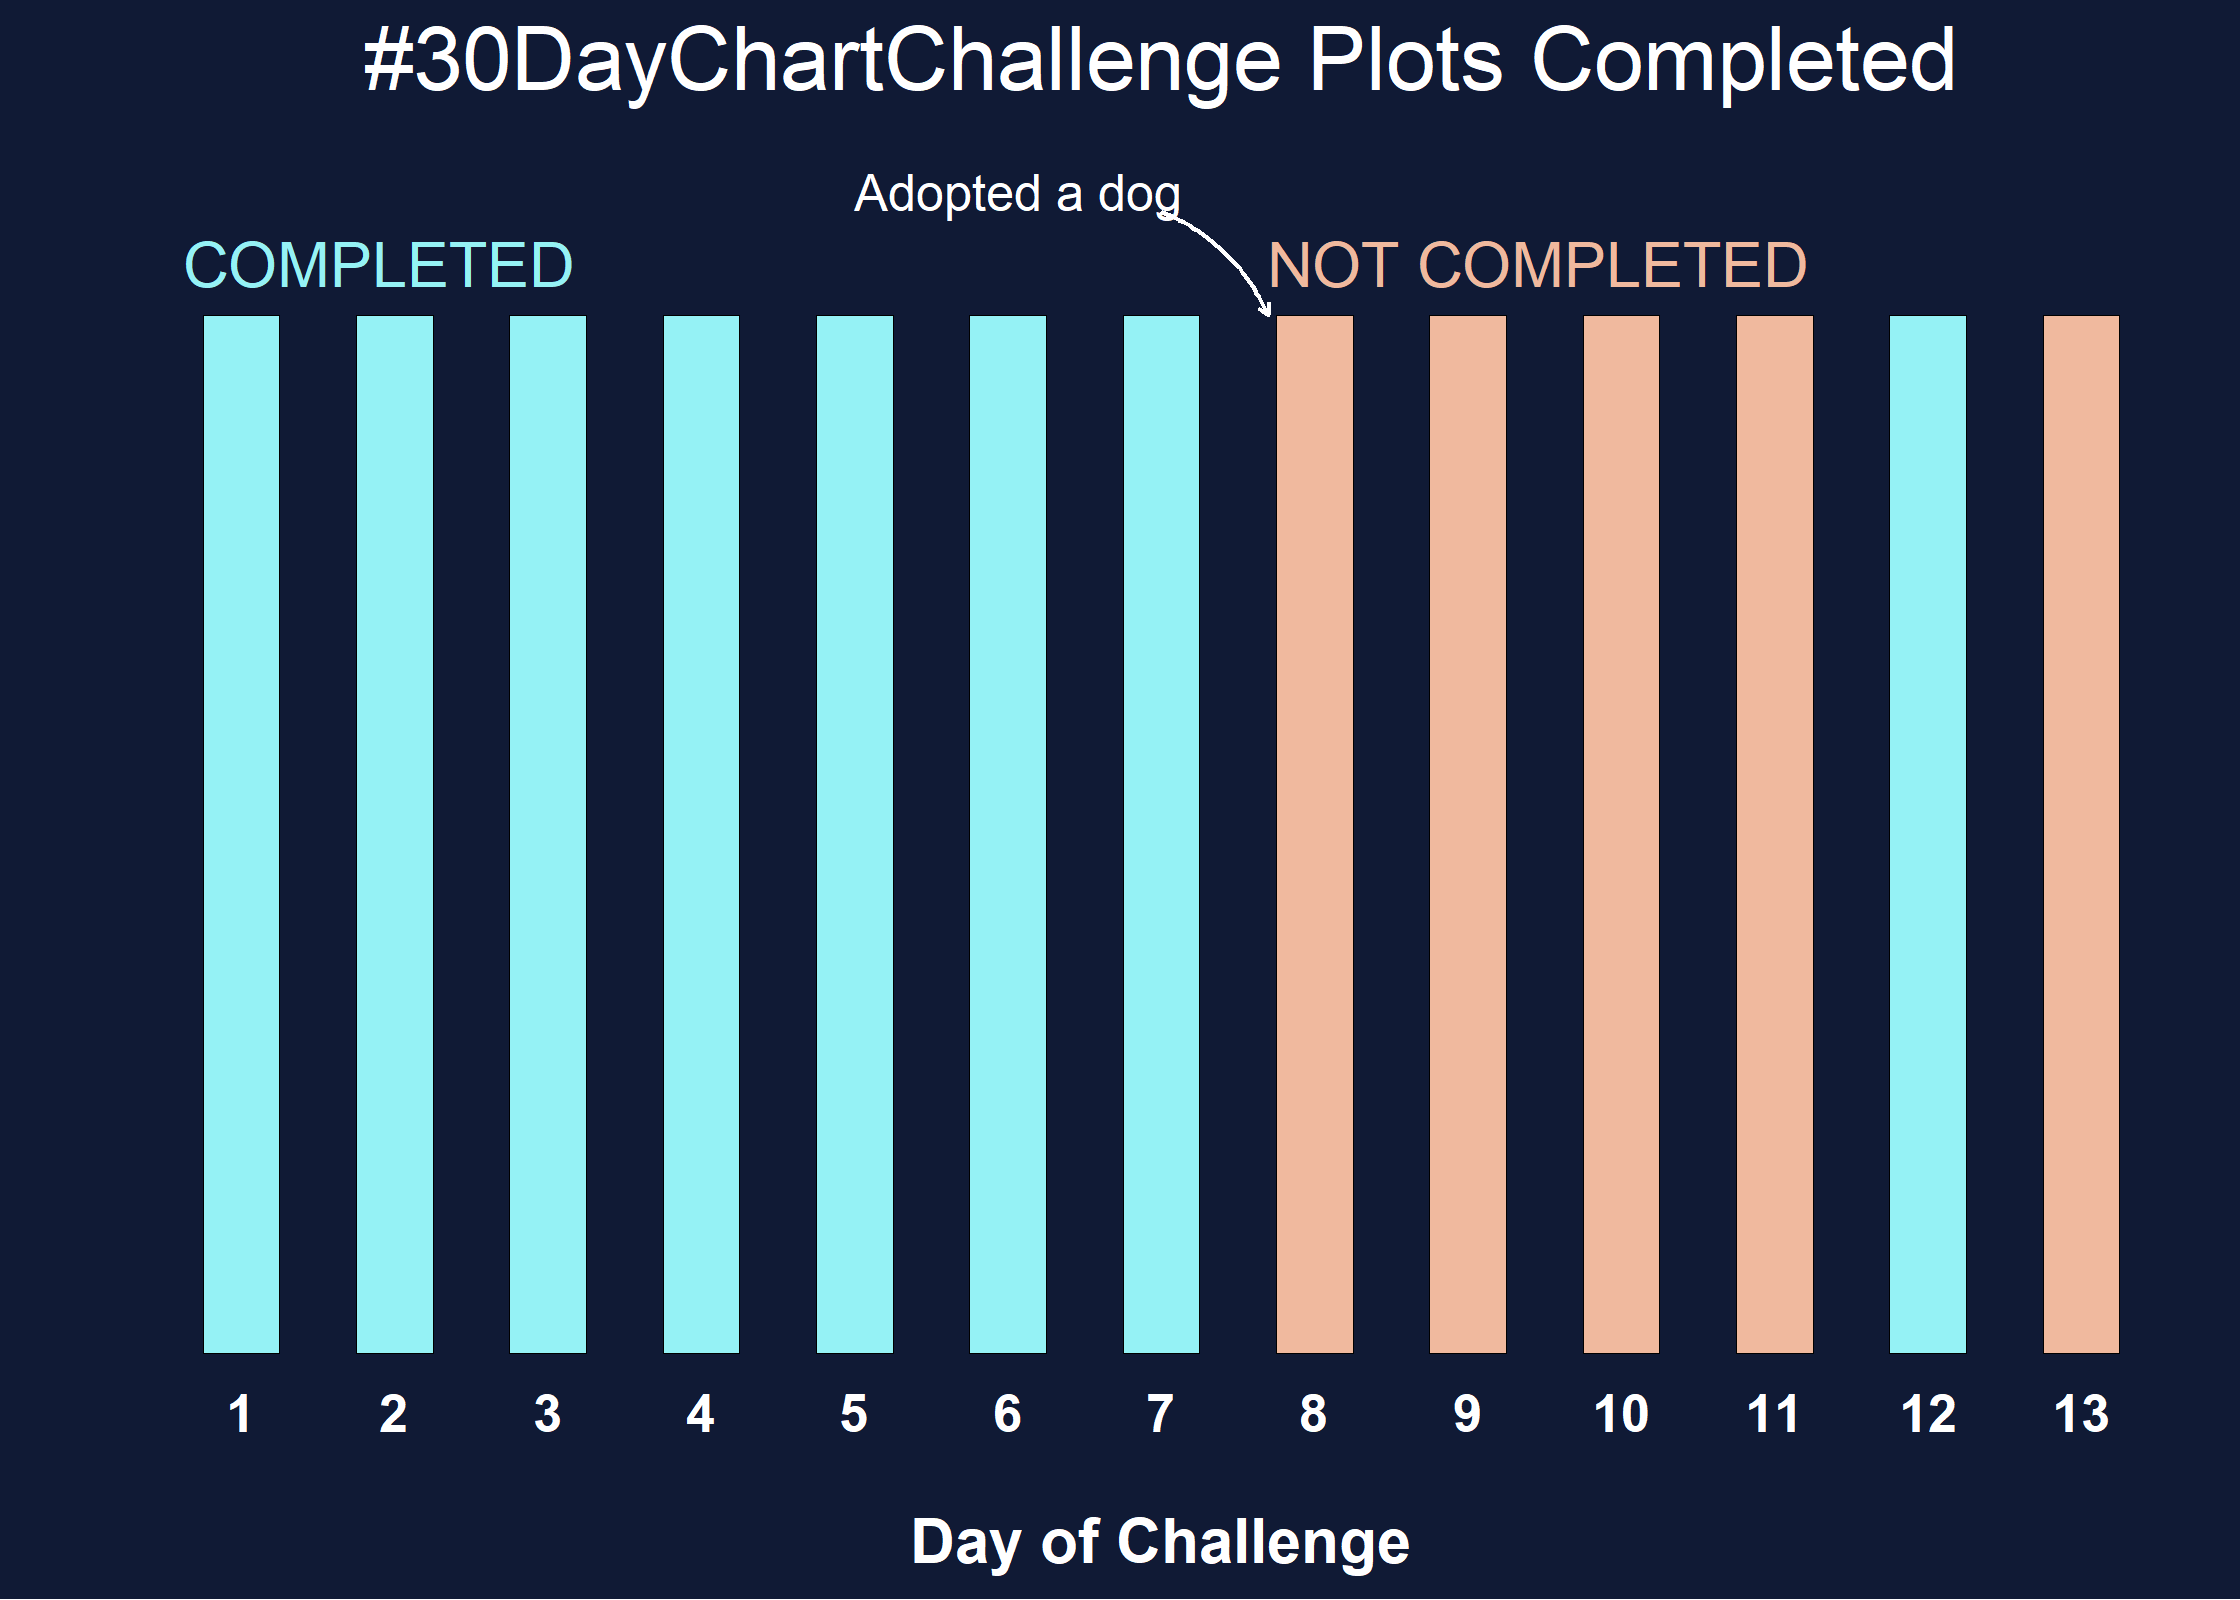 #30DayChartChallenge Plots Completed
Adopted a dog
COMPLETED NOT COMPLETED
1 2 3 4 5 6 7 8 9 10 11 12 13
Day of Challenge